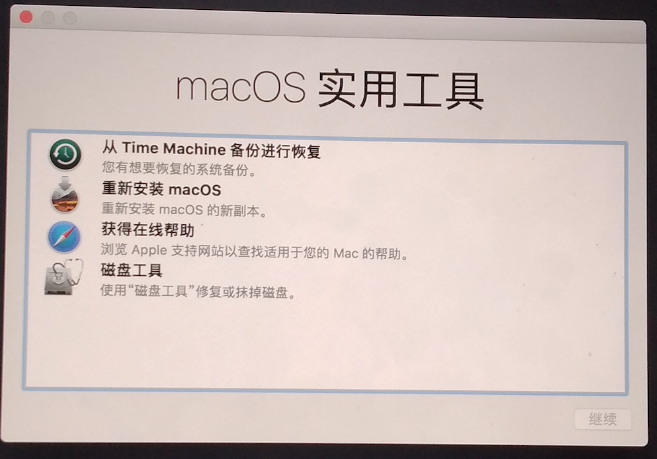 macOS 实用工具
从 Time Machine 备份进行恢复
您有想要恢复的系统备份。
重新安装 macOS
重新安装 macOS 的新副本。
获得在线帮助
浏览 Apple 支持网站以查找适用于您的 Mac 的帮助。
磁盘工具
使用“磁盘工具”修复或抹掉磁盘。
继续